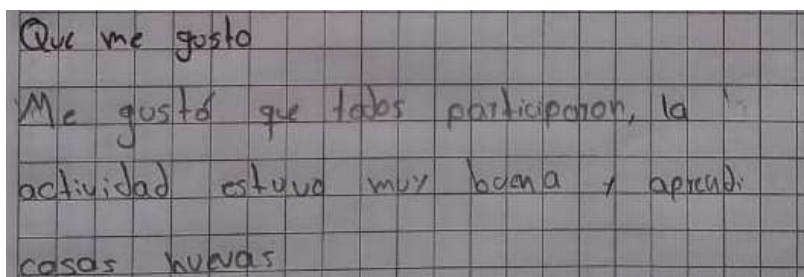 Que me gusto
Me gustó que todos participaron, la
actividad estuvo muy buena y aprendi
cosas nuevas